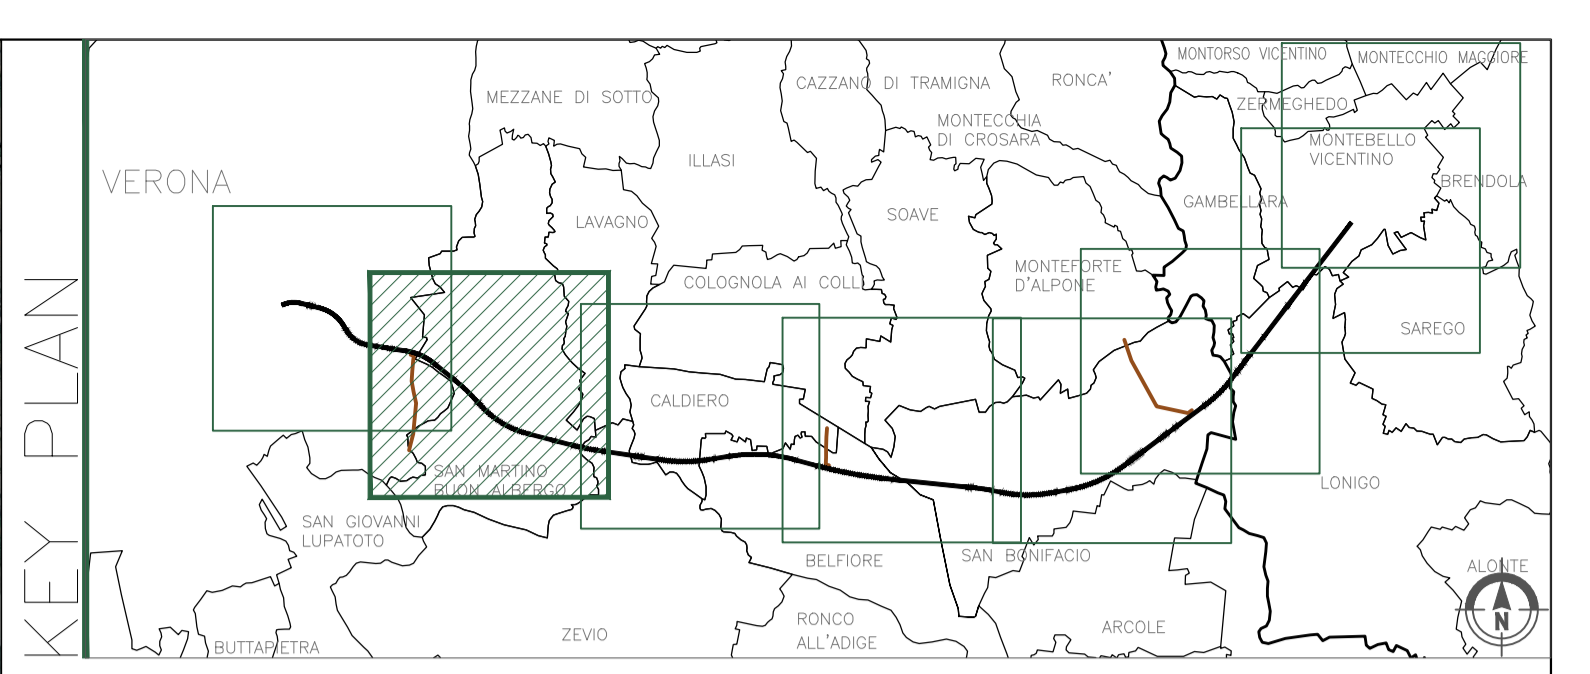 KEY PLAN
MONTORSO VICENTINO
MONTECCHIO MAGGIORE
MEZZANE DI SOTTO
CAZZANO DI TRAMIGNA
RONCA'
ZERMEGHEDO
MONTECCHIA
DI CROSARA
MONTEBELLO
VICENTINO
ILLASI
VERONA
BRENDOLA
GAMBELLARA
SOAVE
LAVAGNO
MONTEFORTE
D'ALPONE
COLOGNOLA AI COLLI
SAREGO
CALDIERO
SAN MARTINO
BUON ALBERGO
LONIGO
SAN GIOVANNI
LUPATOTO
BELFIORE
SAN BONIFACIO
ALONTE
RONCO
ALL'ADIGE
ARCOLE
ZEVIO
BUTTAPIETRA
N